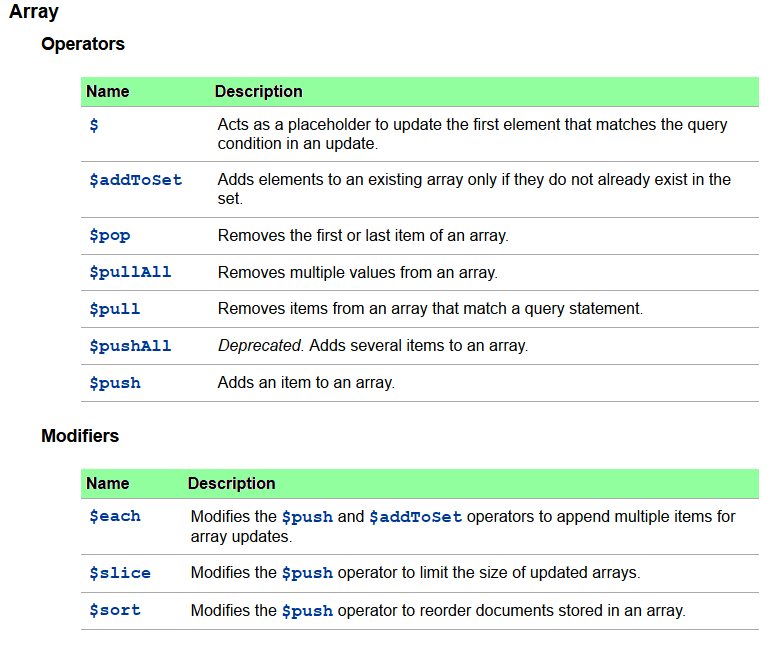 Array
Operators
Name Description
$ Acts as a placeholder to update the first element that matches the query
condition in an update.
$addToSet Adds elements to an existing array only if they do not already exist in the
set.
$pop Removes the first or last item of an array.
$pullAll Removes multiple values from an array.
$pull Removes items from an array that match a query statement.
$pushAll Deprecated. Adds several items to an array.
$push Adds an item to an array.
Modifiers
Name Description
$each Modifies the $push and $addToSet operators to append multiple items for
array updates.
$slice Modifies the $push operator to limit the size of updated arrays.
$sort Modifies the $push operator to reorder documents stored in an array.